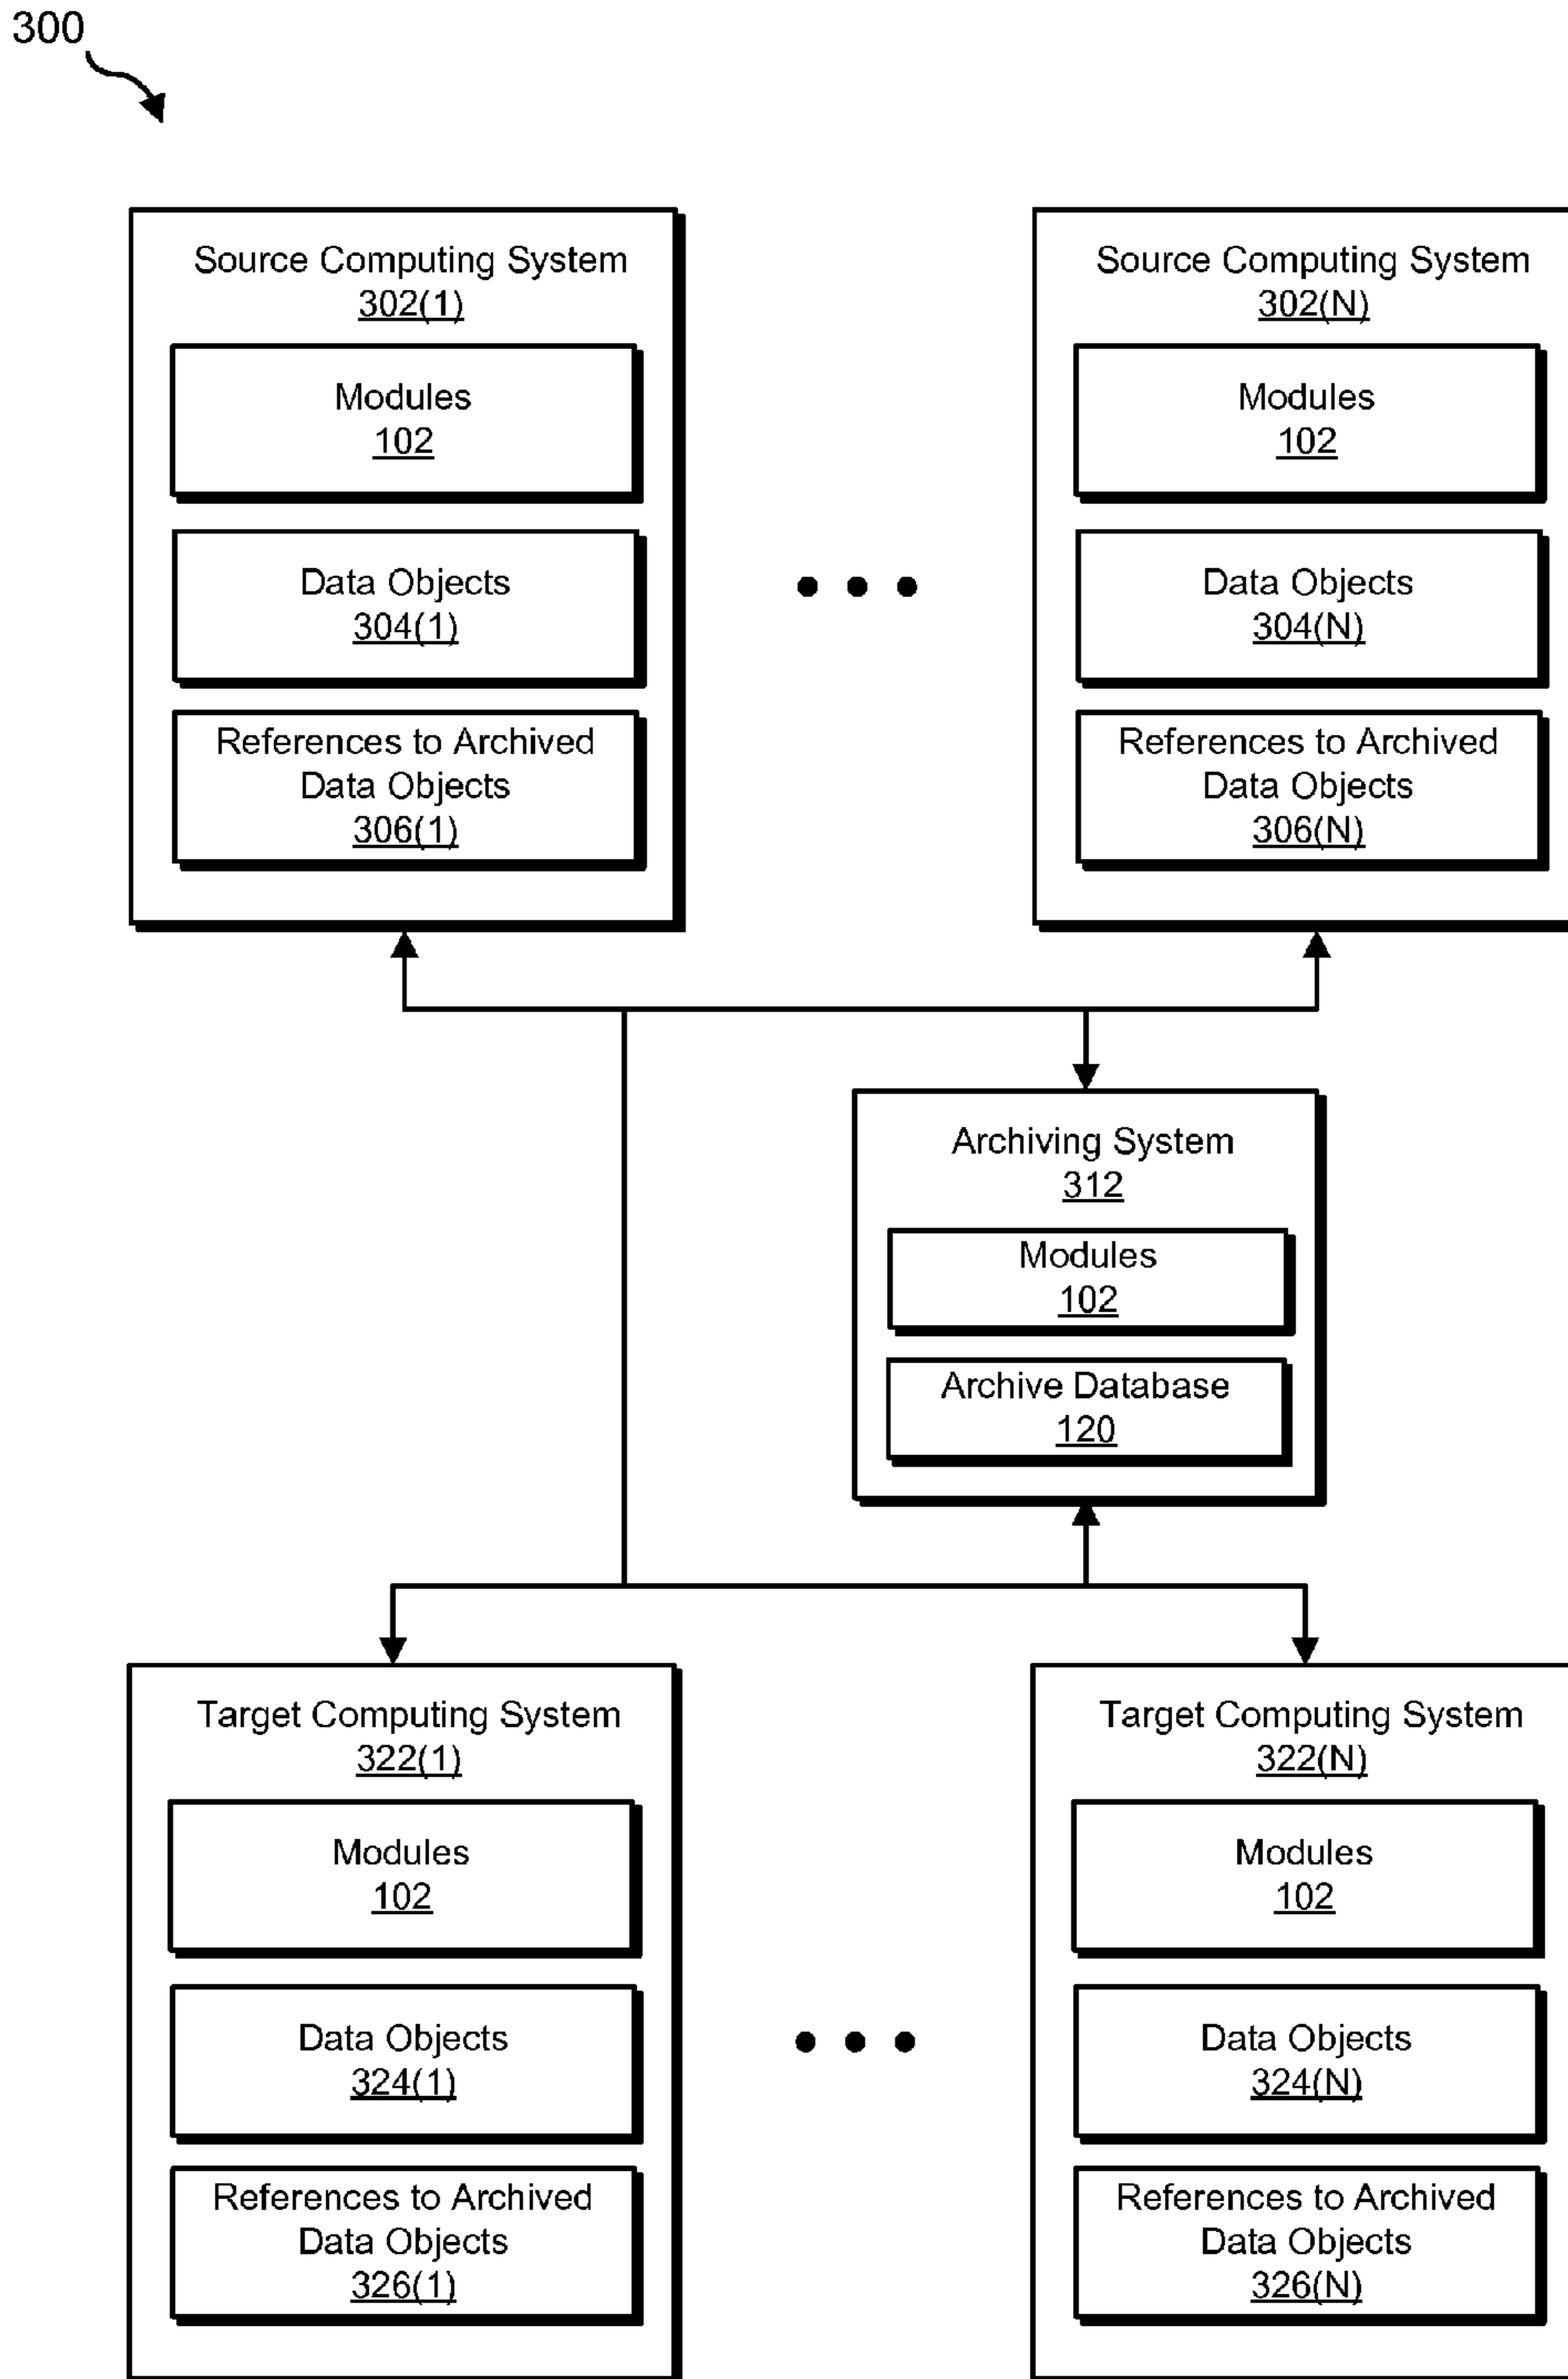 300
Source Computing System
302(1)
Modules
102
Data Objects
304(1)
References to Archived
Data Objects
306(1)
Source Computing System
302(N)
Modules
102
Data Objects
304(N)
References to Archived
Data Objects
306(N)
Archiving System
312
Modules
102
Archive Database
120
Target Computing System
322(1)
Modules
102
Data Objects
324(1)
References to Archived
Data Objects
326(1)
Target Computing System
322(N)
Modules
102
Data Objects
324(N)
References to Archived
Data Objects
326(N)